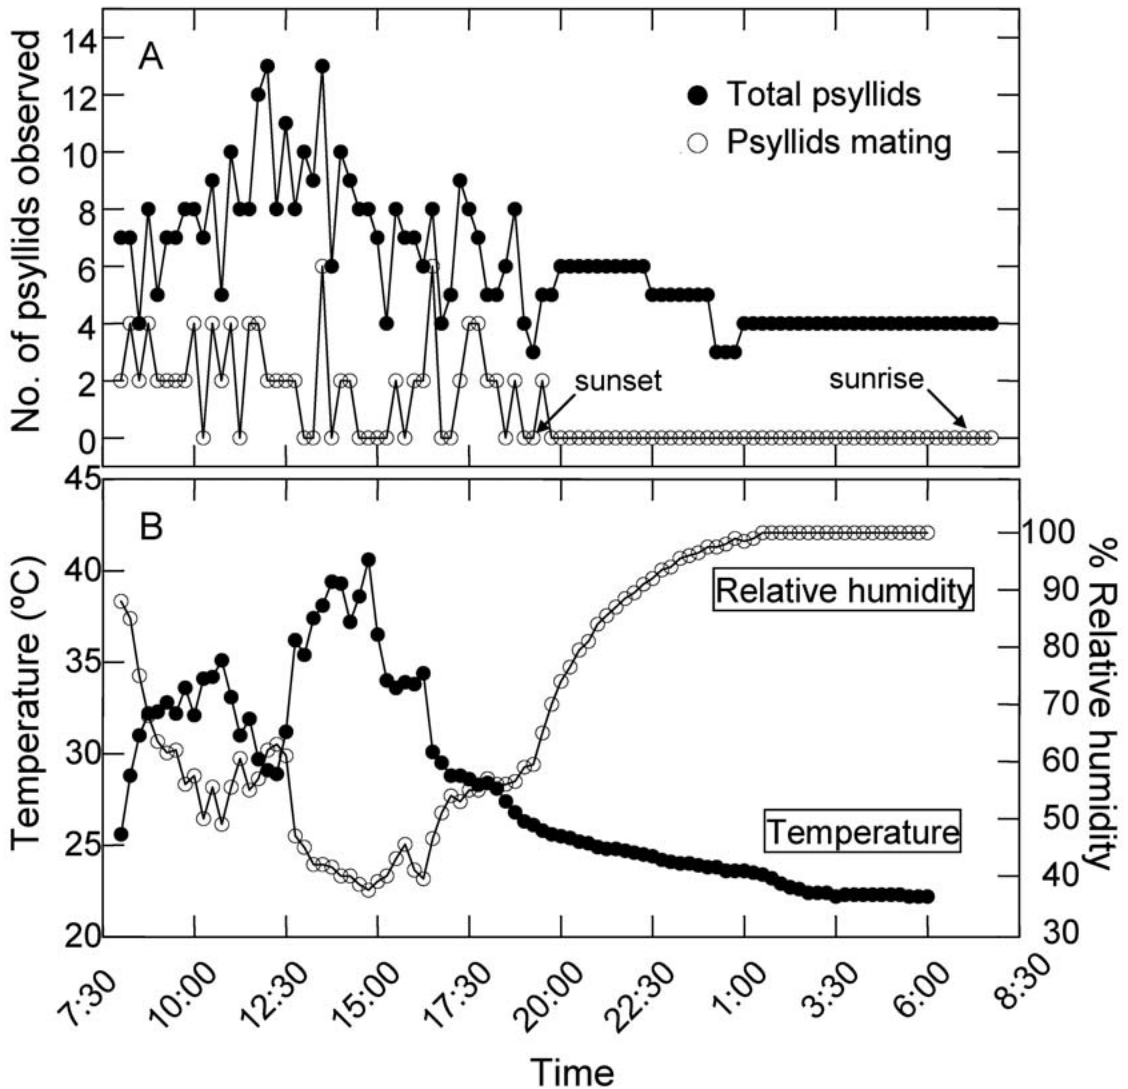 A
Total psyllids
Psyllids mating
No. of psyllids observed
14
12
10
8
6
4
2
0
sunset
sunrise
B
45
40
35
30
25
20
Temperature (ºC)
Relative humidity
Temperature
100
90
80
70
60
50
40
30
% Relative humidity
7:30
10:00
12:30
15:00
17:30
20:00
22:30
1:00
3:30
6:00
8:30
Time